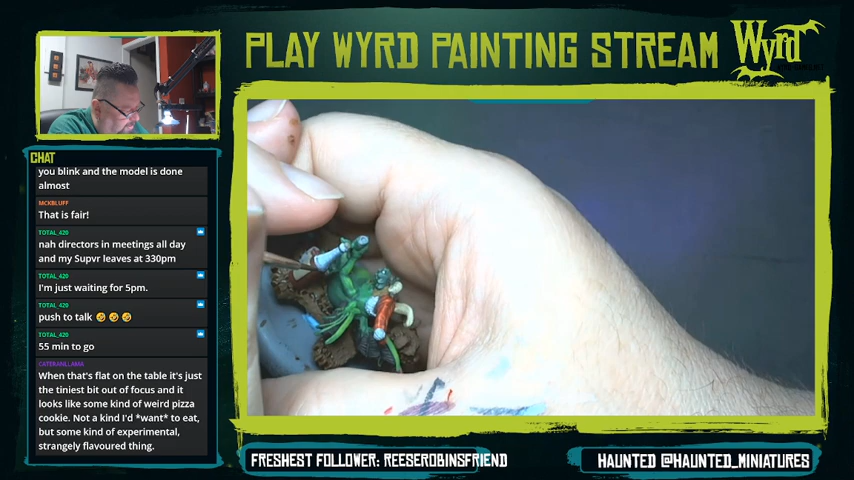 PLAY WYRD PAINTING STREAM
Wyrd
CHAT
you blink and the model is done
almost
MCKBLUFF
That is fair!
TOTAL_420
nah directors in meetings all day
and my Supvr leaves at 330pm
TOTAL_420
I'm just waiting for 5pm.
TOTAL_420
push to talk 🤣 🤣 🤣
TOTAL_420
55 min to go
When that's flat on the table it's just
the tiniest bit out of focus and it
looks like some kind of weird pizza
cookie. Not a kind I'd *want* to eat,
but some kind of experimental,
strangely flavoured thing.
FRESHEST FOLLOWER: REESEROBINSFRIEND
HAUNTED @HAUNTED_MINIATURES